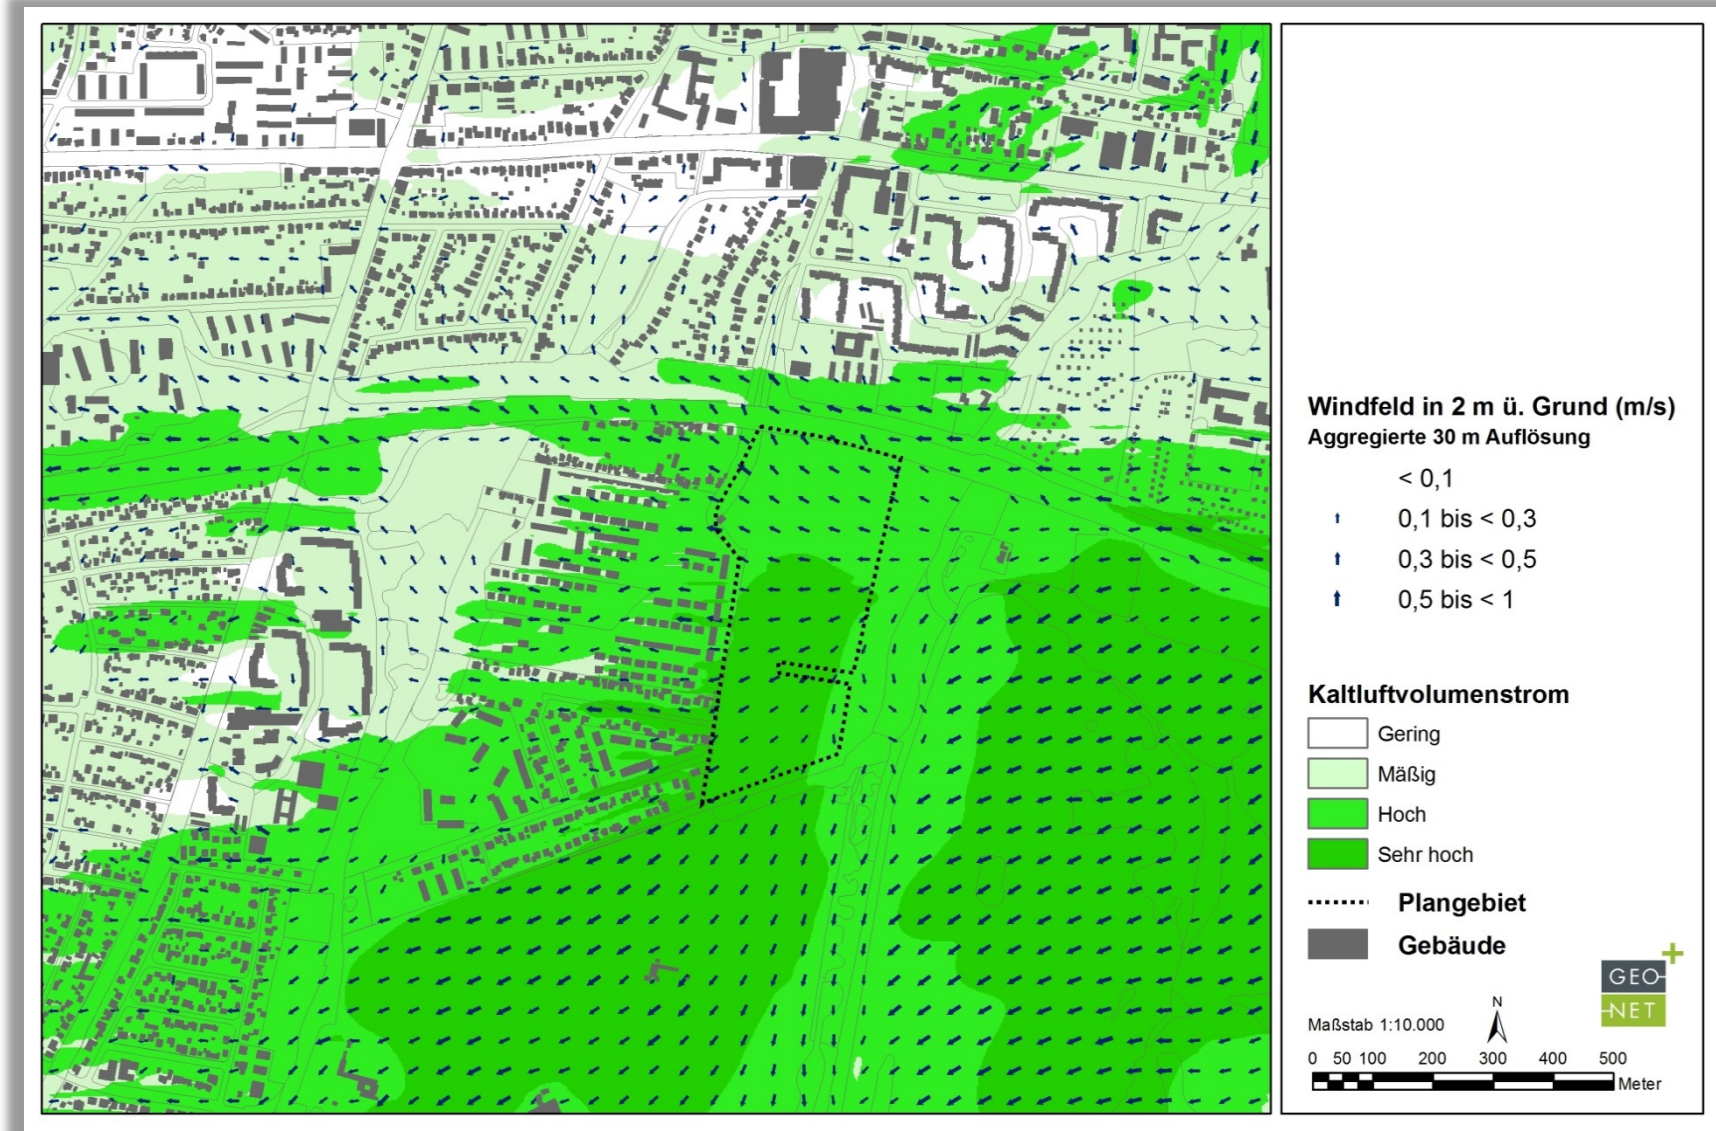 Windfeld in 2 m ü. Grund (m/s)
Aggregierte 30 m Auflösung
< 0,1
0,1 bis < 0,3
0,3 bis < 0,5
0,5 bis < 1
Kaltluftvolumenstrom
Gering
Mäßig
Hoch
Sehr hoch
Plangebiet
Gebäude
GEO
NET
N
Maßstab 1:10.000
0 50 100 200 300 400 500
Meter